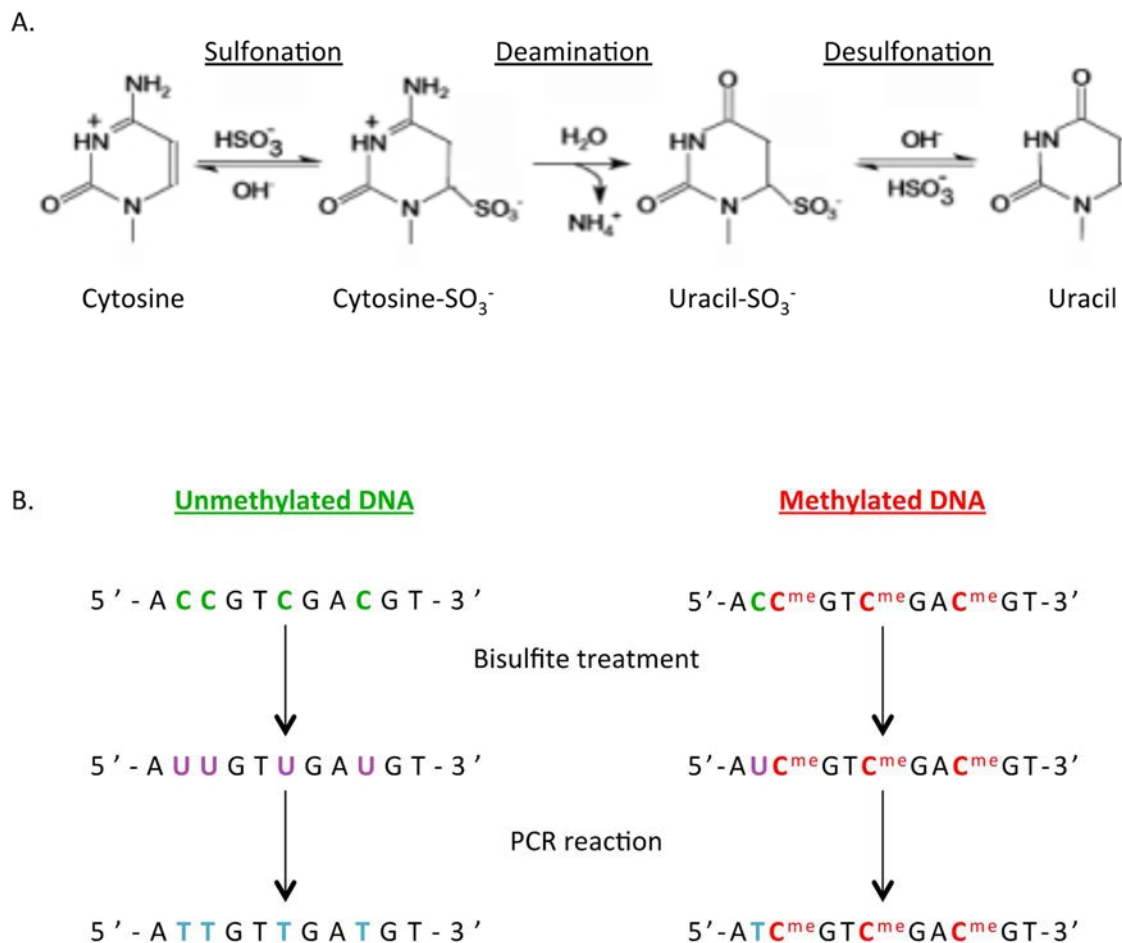 A.
Sulfonation Deamination Desulfonation
NH₂ NH₂ O O
+ +
HN HSO₃⁻ HN H₂O HN OH⁻ HN
OH⁻ HSO₃⁻
O N O N SO₃⁻ NH₄⁺ O N SO₃⁻ O N
Cytosine Cytosine-SO₃⁻ Uracil-SO₃⁻ Uracil
B. Unmethylated DNA Methylated DNA
5'-ACCGTCGACGT-3' 5'-ACCᵐᵉGTCᵐᵉGACᵐᵉGT-3'
Bisulfite treatment
5'-AUUGTUGAUGT-3' 5'-AUCᵐᵉGTCᵐᵉGACᵐᵉGT-3'
PCR reaction
5'-ATTGTTGATGT-3' 5'-ATCᵐᵉGTCᵐᵉGACᵐᵉGT-3'